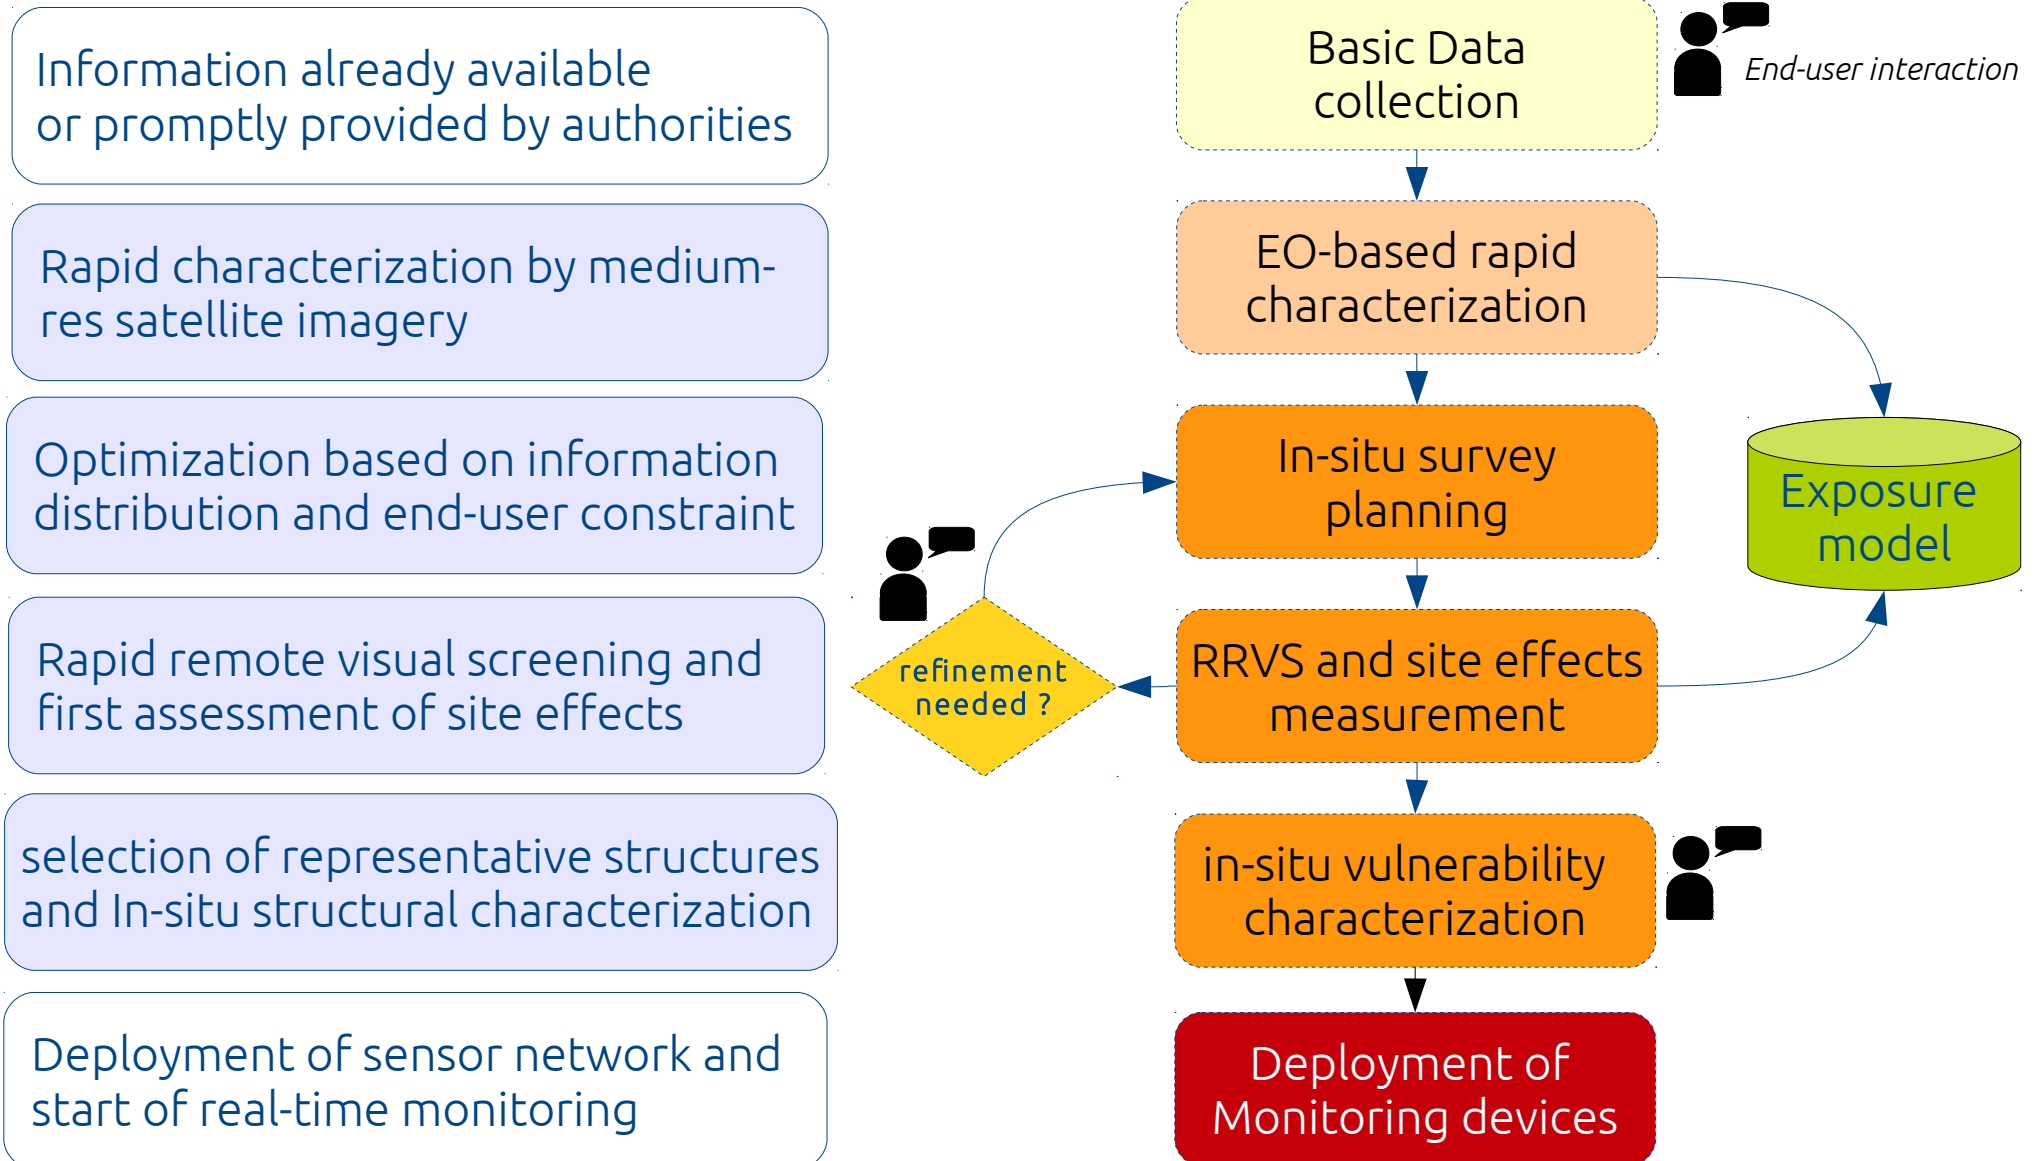 Information already available
or promptly provided by authorities
Rapid characterization by medium-
res satellite imagery
Optimization based on information
distribution and end-user constraint
Rapid remote visual screening and
first assessment of site effects
selection of representative structures
and In-situ structural characterization
Deployment of sensor network and
start of real-time monitoring
Basic Data
collection
End-user interaction
EO-based rapid
characterization
In-situ survey
planning
Exposure
model
refinement
needed ?
RRVS and site effects
measurement
in-situ vulnerability
characterization
Deployment of
Monitoring devices